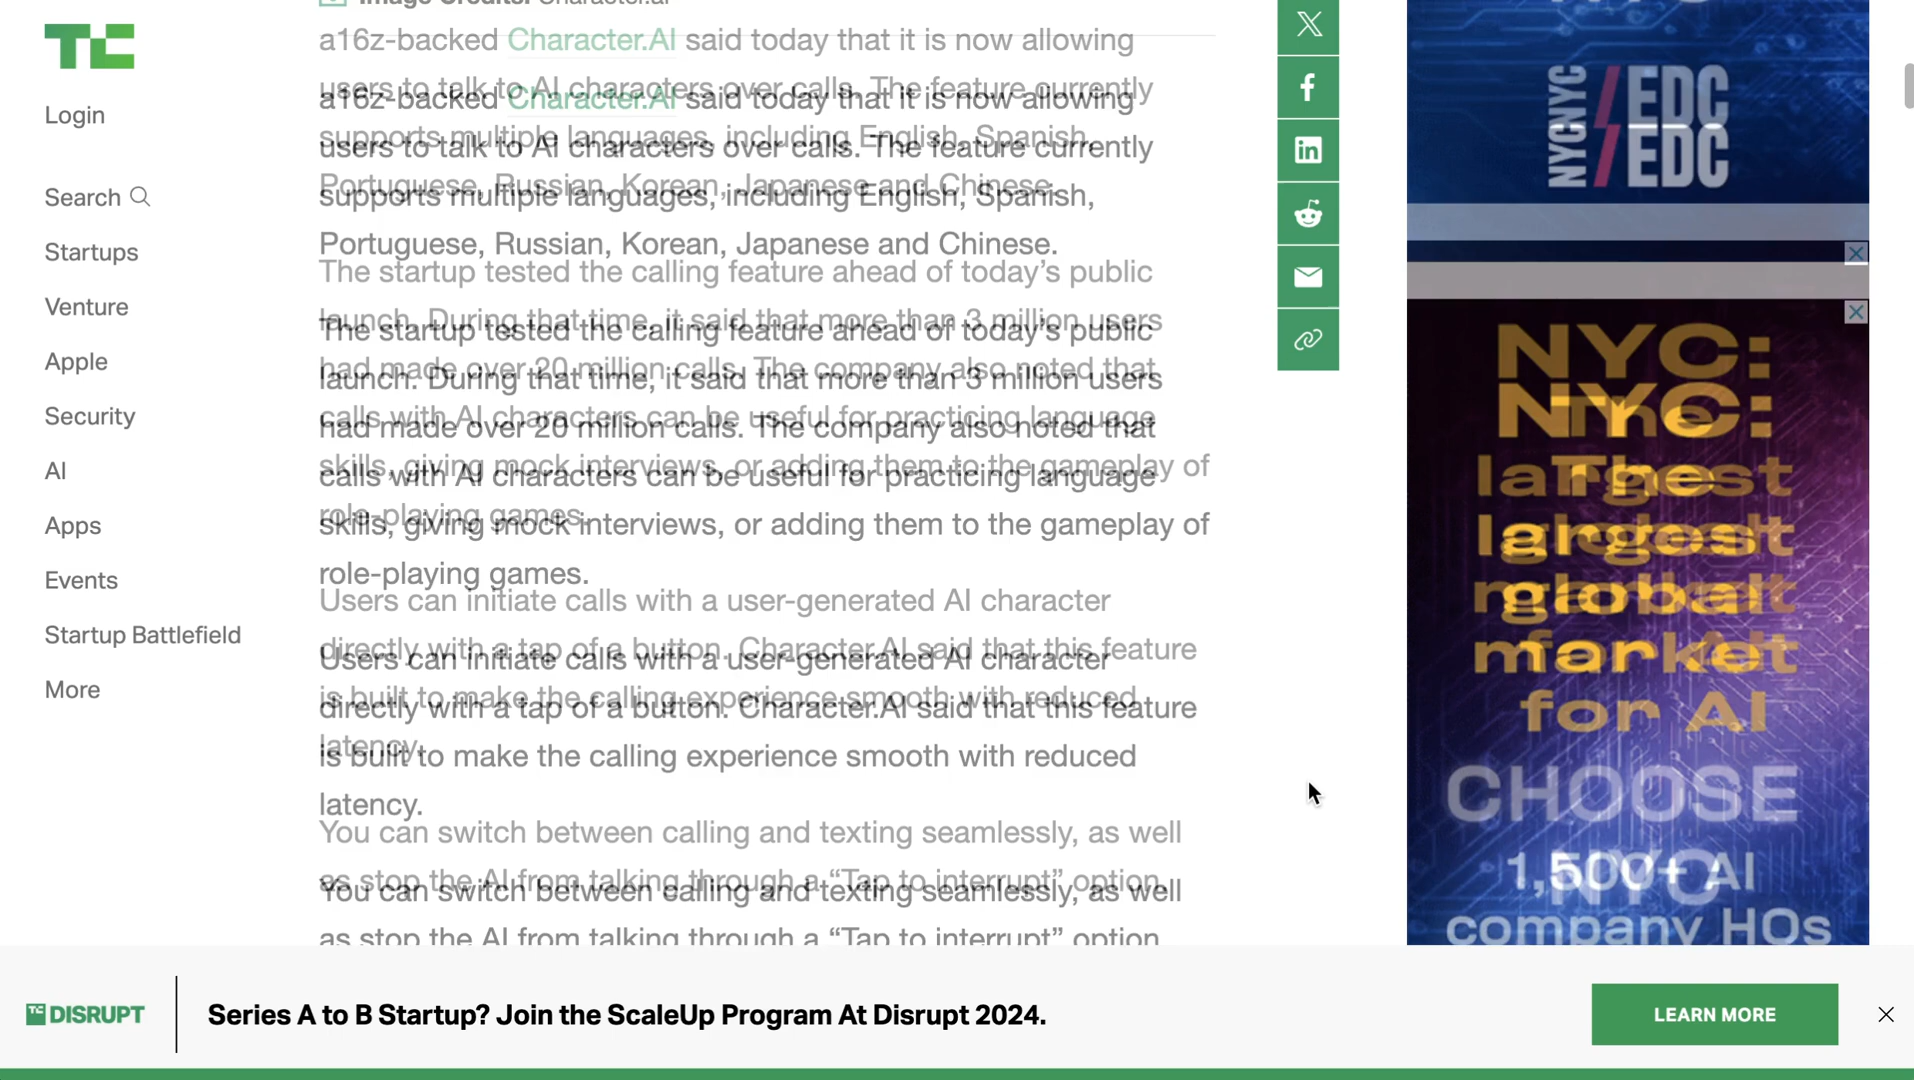 TC
Login
Search
Startups
Venture
Apple
Security
AI
Apps
Events
Startup Battlefield
More
Image Credits: Character.ai
a16z-backed Character.AI said today that it is now allowing
users to talk to AI characters over calls. The feature currently
supports multiple languages, including English, Spanish,
Portuguese, Russian, Korean, Japanese and Chinese.
The startup tested the calling feature ahead of today’s public
launch. During that time, it said that more than 3 million users
had made over 20 million calls. The company also noted that
calls with AI characters can be useful for practicing language
skills, giving mock interviews, or adding them to the gameplay of
role-playing games.
Users can initiate calls with a user-generated AI character
directly with a tap of a button. Character.AI said that this feature
is built to make the calling experience smooth with reduced
latency.
You can switch between calling and texting seamlessly, as well
as stop the AI from talking through a “Tap to interrupt” option.
NYC
NYC
EDC
NYC:
The
largest
global
market
for AI
CHOOSE
NYC
1,500+ AI
company HQs
TC DISRUPT
Series A to B Startup? Join the ScaleUp Program At Disrupt 2024.
LEARN MORE